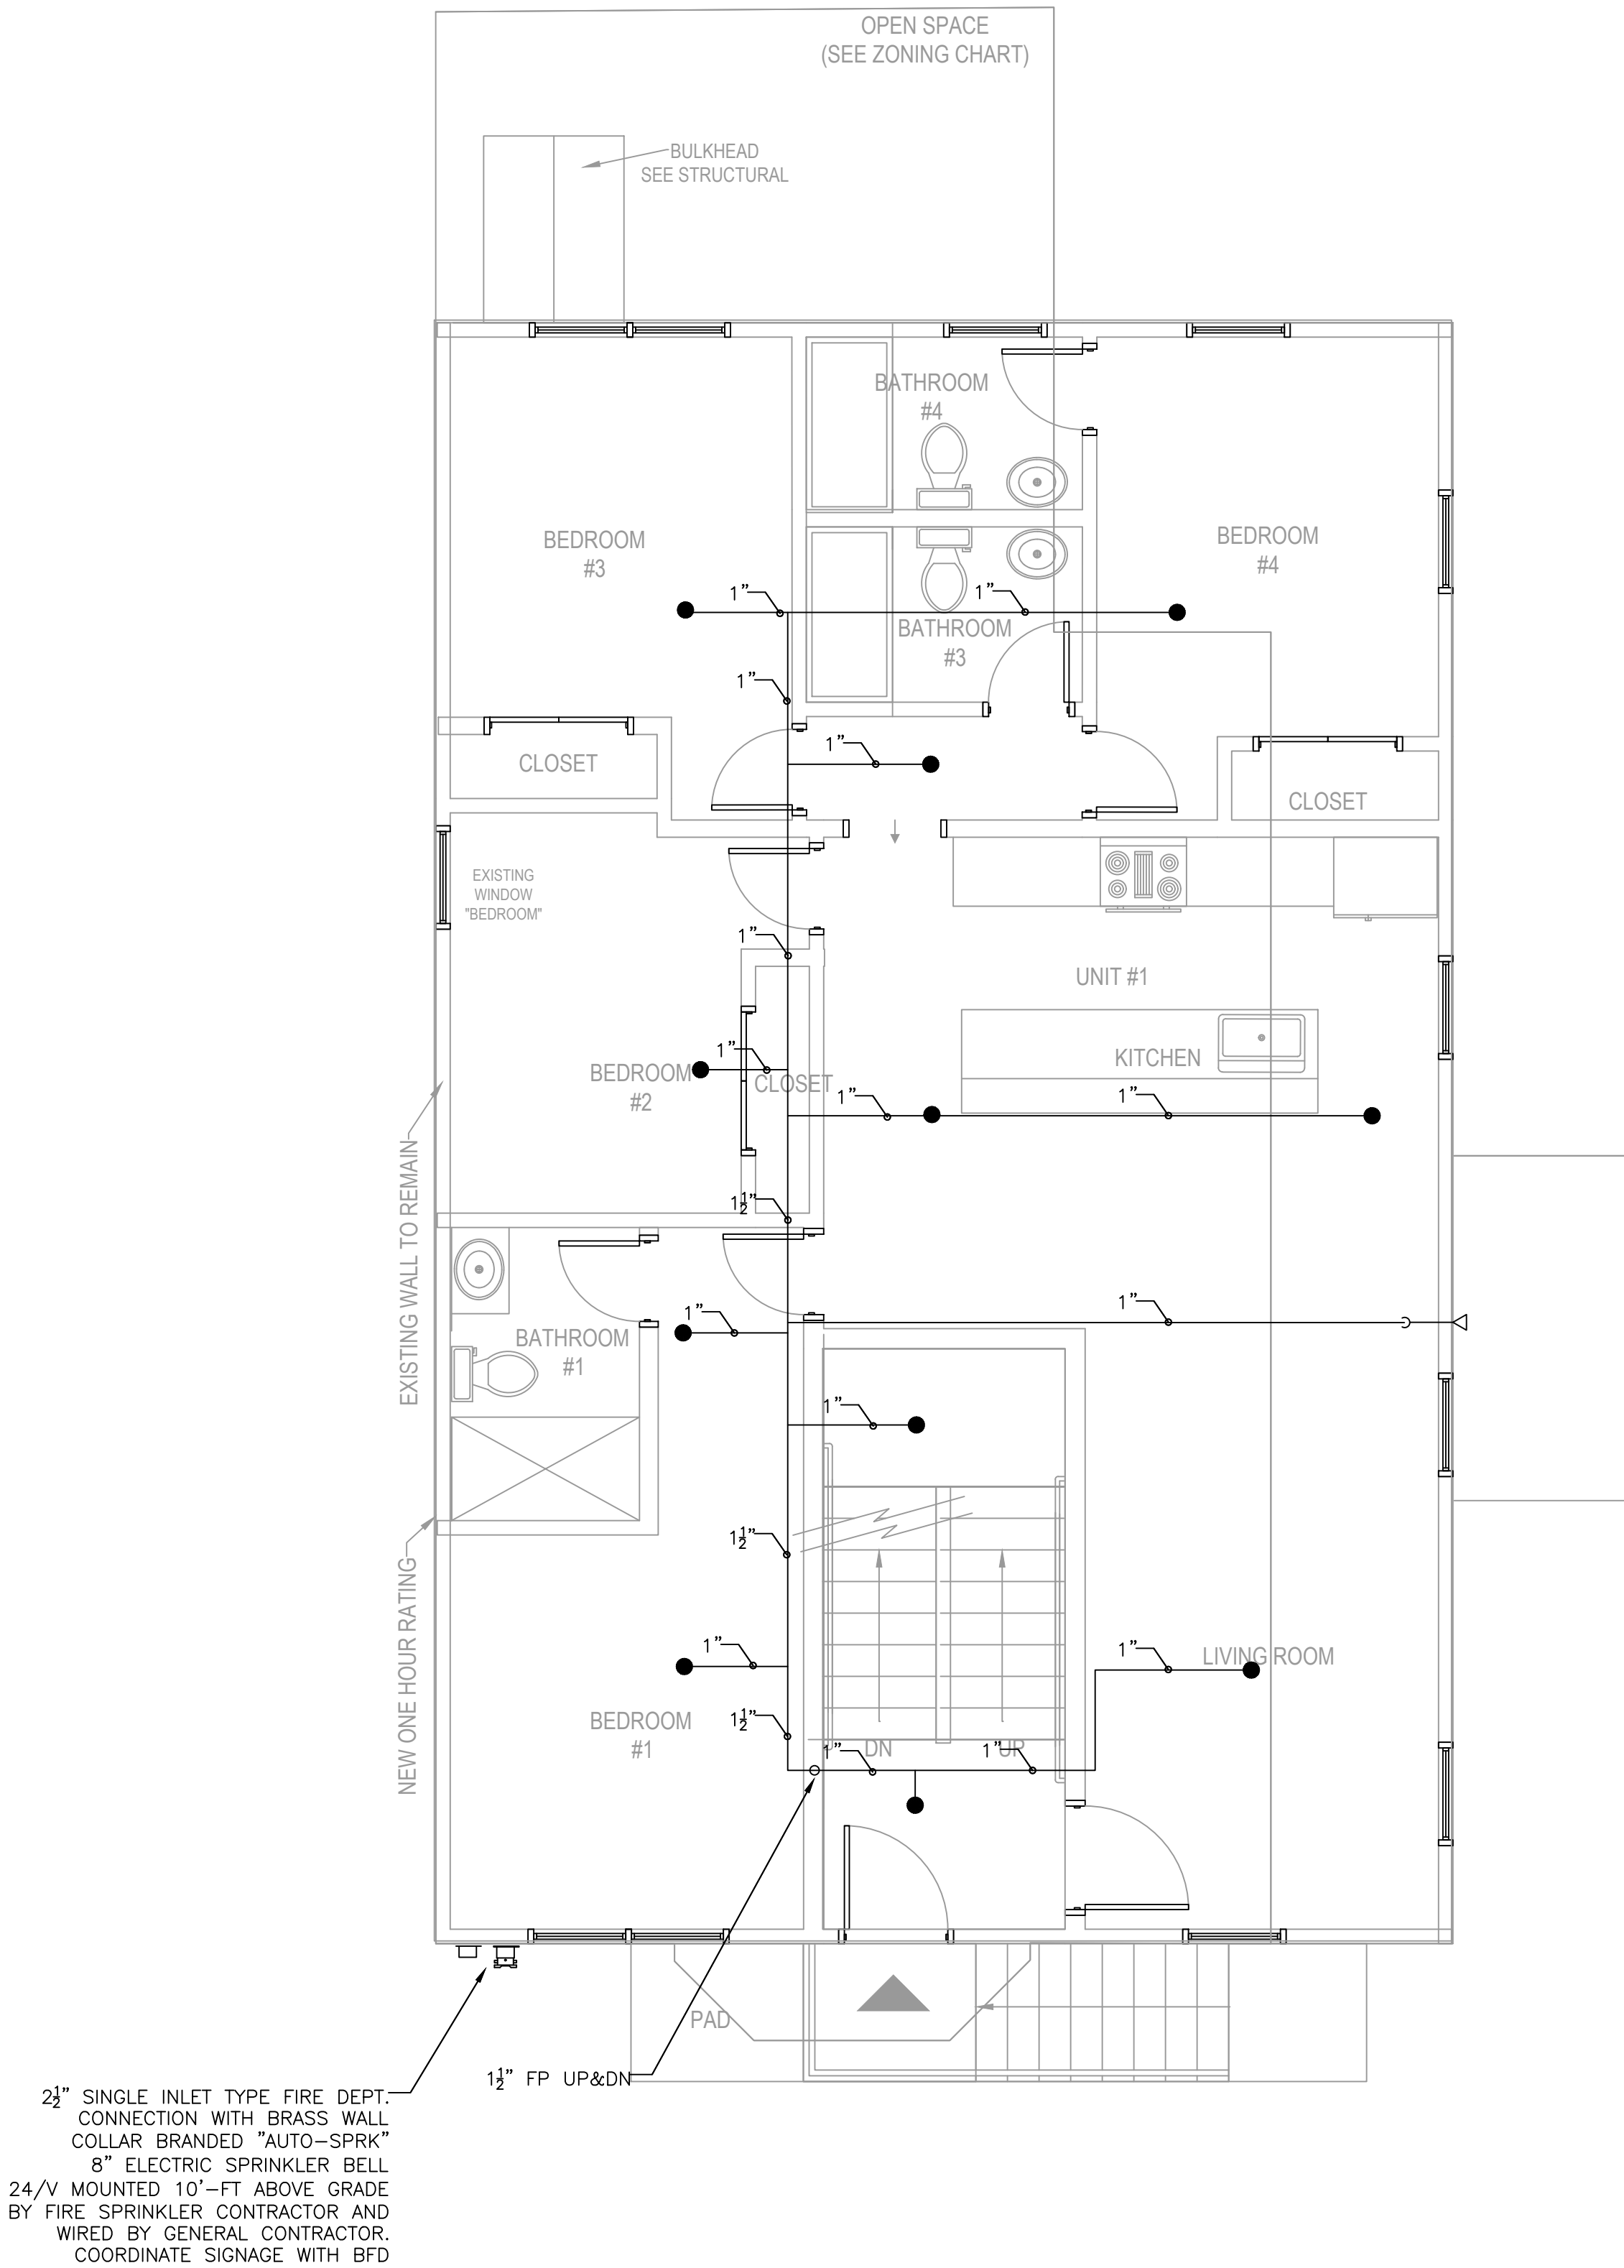 OPEN SPACE
(SEE ZONING CHART)
BULKHEAD
SEE STRUCTURAL
BATHROOM
#4
BEDROOM
#3
BEDROOM
#4
1"
1"
BATHROOM
#3
1"
1"
CLOSET
CLOSET
EXISTING
WINDOW
"BEDROOM"
1"
UNIT #1
1"
KITCHEN
BEDROOM
#2
CLOSET
1"
1"
EXISTING WALL TO REMAIN
1½"
1"
1"
BATHROOM
#1
1"
1½"
NEW ONE HOUR RATING
1"
1"
LIVING ROOM
BEDROOM
#1
1½"
1"
DN
1"
UP
PAD
1½" FP UP&DN
2½" SINGLE INLET TYPE FIRE DEPT.
CONNECTION WITH BRASS WALL
COLLAR BRANDED "AUTO-SPRK"
8" ELECTRIC SPRINKLER BELL
24/V MOUNTED 10'-FT ABOVE GRADE
BY FIRE SPRINKLER CONTRACTOR AND
WIRED BY GENERAL CONTRACTOR.
COORDINATE SIGNAGE WITH BFD